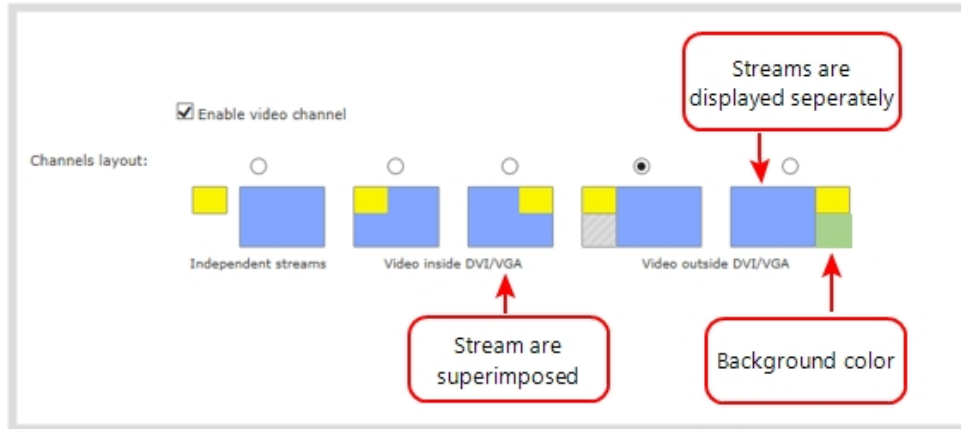 Streams are
displayed seperately
Enable video channel
Channels layout:
Independent streams
Video inside DVI/VGA
Video outside DVI/VGA
Stream are
superimposed
Background color